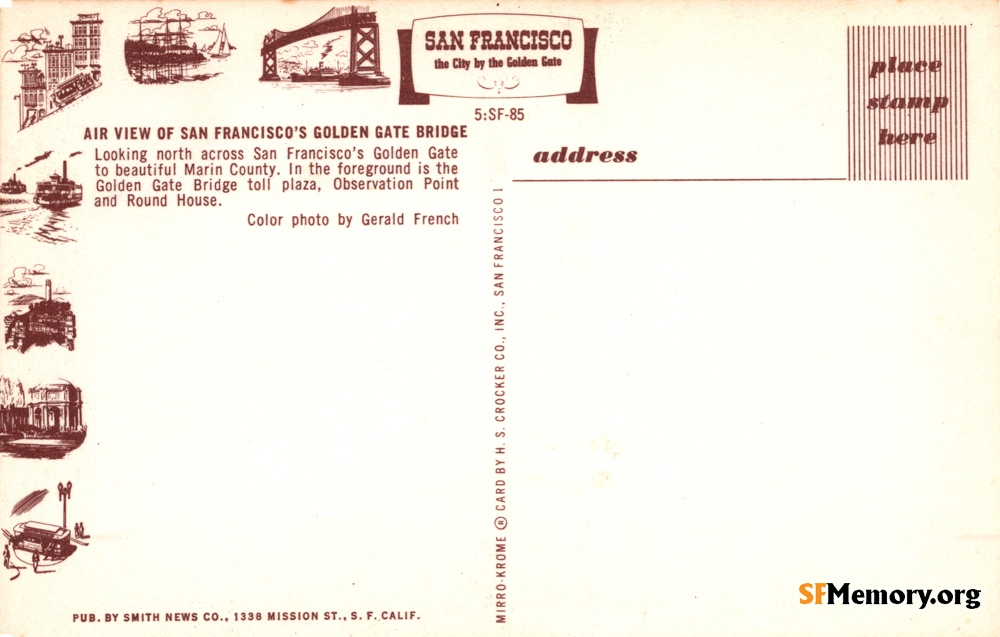 SAN FRANCISCO
the City by the Golden Gate
5:SF-85
place
stamp
here
AIR VIEW OF SAN FRANCISCO'S GOLDEN GATE BRIDGE
Looking north across San Francisco's Golden Gate
to beautiful Marin County. In the foreground is the
Golden Gate Bridge toll plaza, Observation Point
and Round House.
Color photo by Gerald French
address
MIRRO-KROME ® CARD BY H. S. CROCKER CO., INC., SAN FRANCISCO 1
PUB. BY SMITH NEWS CO., 1338 MISSION ST., S. F. CALIF.
SFMemory.org